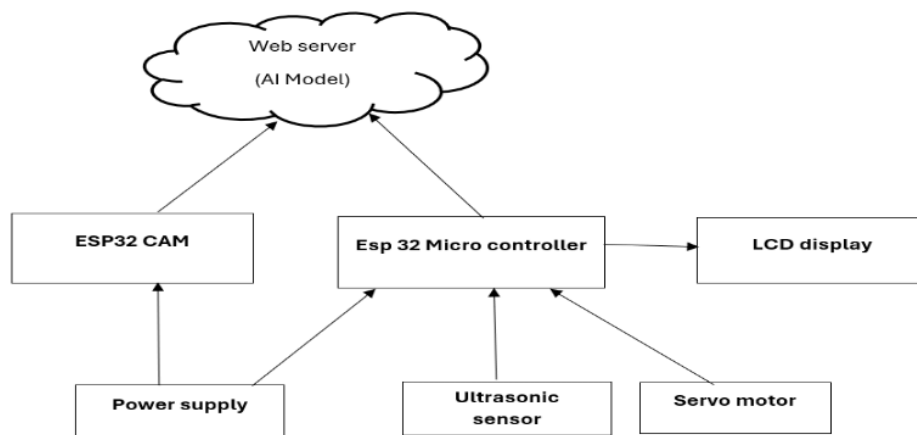 Web server
(AI Model)
ESP32 CAM
Esp 32 Micro controller
LCD display
Power supply
Ultrasonic
sensor
Servo motor